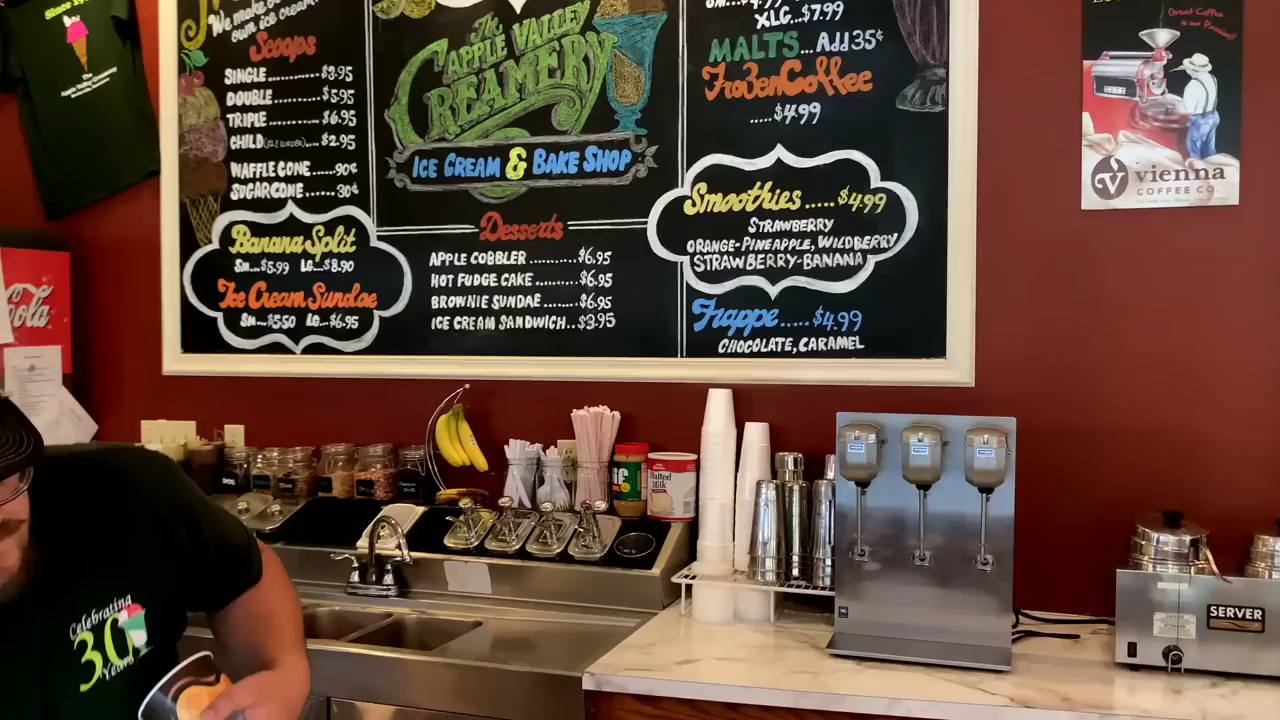 Since 19
We make
own ice cream
Scoops
SINGLE..........$3.95
DOUBLE..........$5.95
TRIPLE..........$6.95
CHILD $2.95
WAFFLE CONE.....90¢
SUGAR CONE......30¢
Banana Split
SM...$5.99 LG...$8.90
Ice Cream Sundae
SM...$5.50 LG...$6.95
The
APPLE VALLEY
CREAMERY
ICE CREAM & BAKE SHOP
Desserts
APPLE COBBLER..........$6.95
HOT FUDGE CAKE.........$6.95
BROWNIE SUNDAE.........$6.95
ICE CREAM SANDWICH..$3.95
XLG...$7.99
MALTS...Add 35¢
Frozen Coffee
.....$4.99
Smoothies.....$4.99
STRAWBERRY
ORANGE-PINEAPPLE, WILDBERRY
STRAWBERRY-BANANA
Frappe.....$4.99
CHOCOLATE, CARAMEL
Great Coffee
is our Passion!
V vienna
COFFEE CO.
Cola
Celebrating
30
Years
Jif
Malted
Milk
SERVER